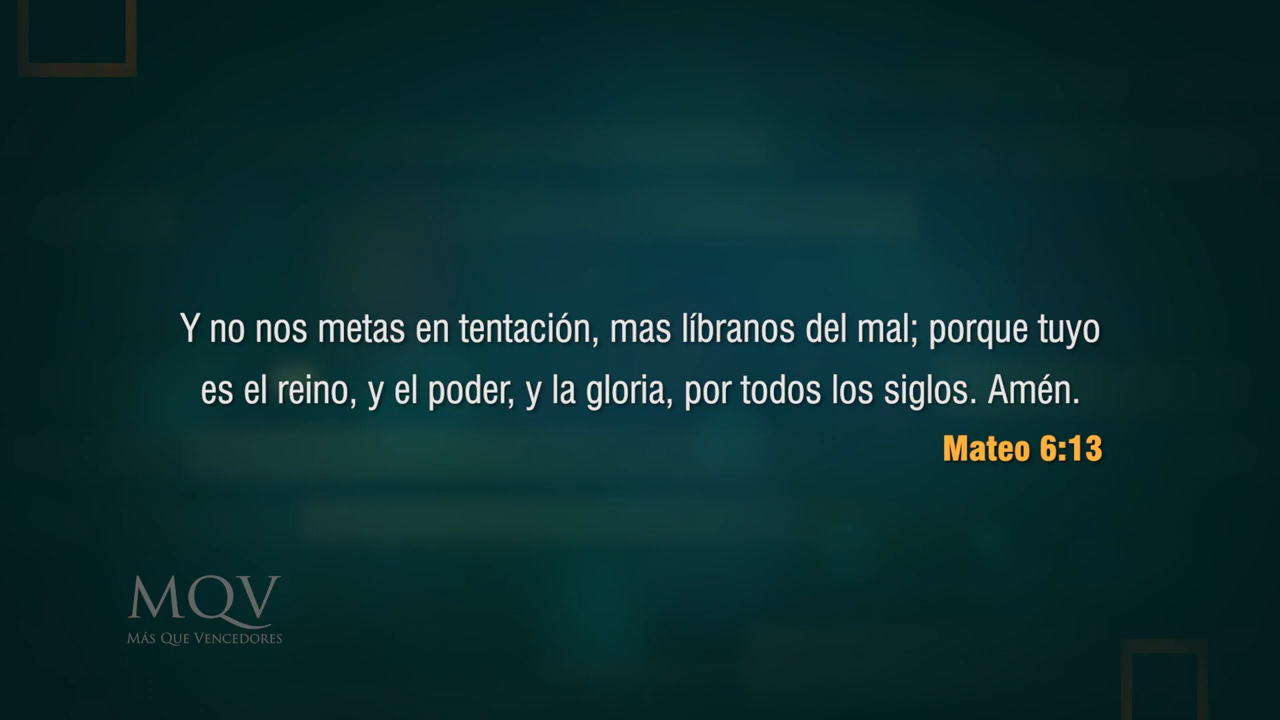 Y no nos metas en tentación, mas líbranos del mal; porque tuyo
es el reino, y el poder, y la gloria, por todos los siglos. Amén.
Mateo 6:13
MQV
MÁS QUE VENCEDORES